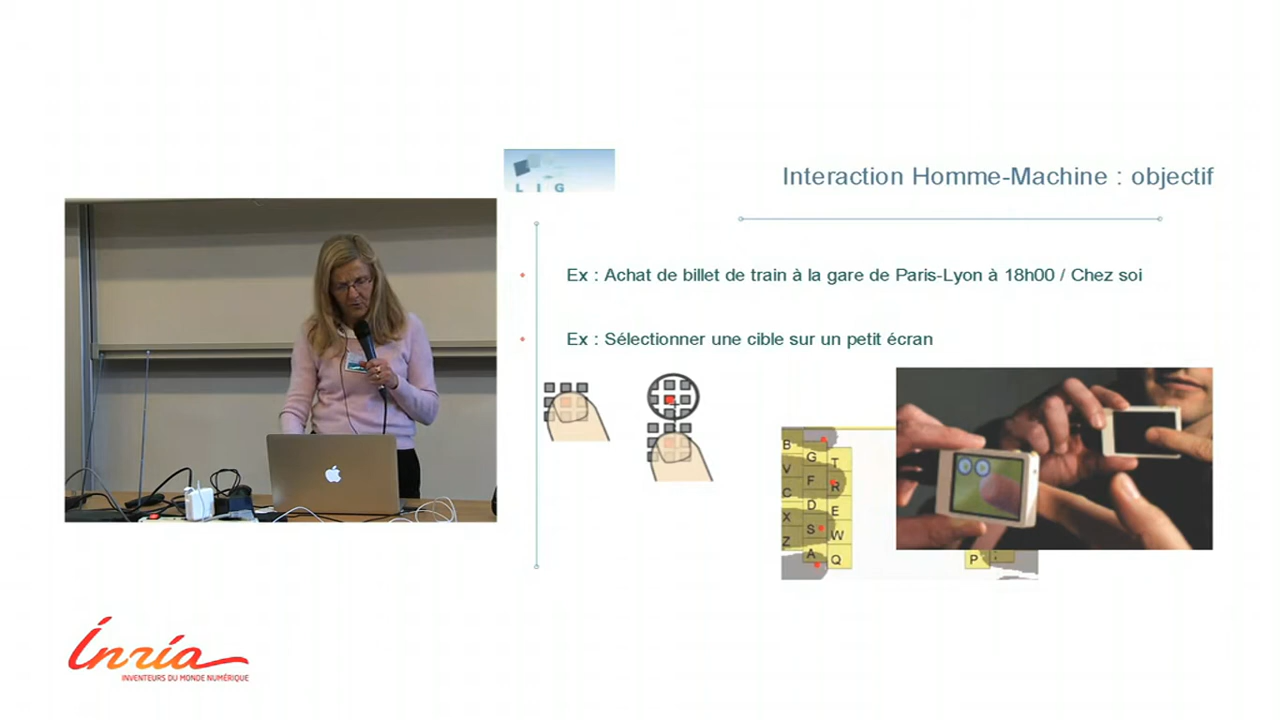 LIG
Interaction Homme-Machine : objectif
Ex : Achat de billet de train à la gare de Paris-Lyon à 18h00 / Chez soi
Ex : Sélectionner une cible sur un petit écran
B
G
T
V
F
R
C
D
E
X
S
W
Z
A
Q
P
;
Inria
INVENTEURS DU MONDE NUMÉRIQUE